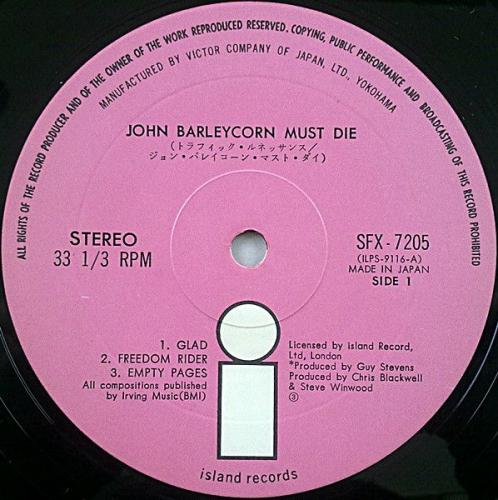 ALL RIGHTS OF THE RECORD PRODUCER AND OF THE OWNER OF THE WORK REPRODUCED RESERVED. COPYING, PUBLIC PERFORMANCE AND BROADCASTING OF THIS RECORD PROHIBITED
MANUFACTURED BY VICTOR COMPANY OF JAPAN, LTD., YOKOHAMA
JOHN BARLEYCORN MUST DIE
(トラフィック・ルネッサンス/
ジョン・バレイコーン・マスト・ダイ)
STEREO
33 1/3 RPM
SFX-7205
(ILPS-9116-A)
MADE IN JAPAN
SIDE 1
1. GLAD
2. FREEDOM RIDER
3. EMPTY PAGES
All compositions published
by Irving Music(BMI)
Licensed by island Record,
Ltd, London
*Produced by Guy Stevens
Produced by Chris Blackwell
& Steve Winwood
③
island records